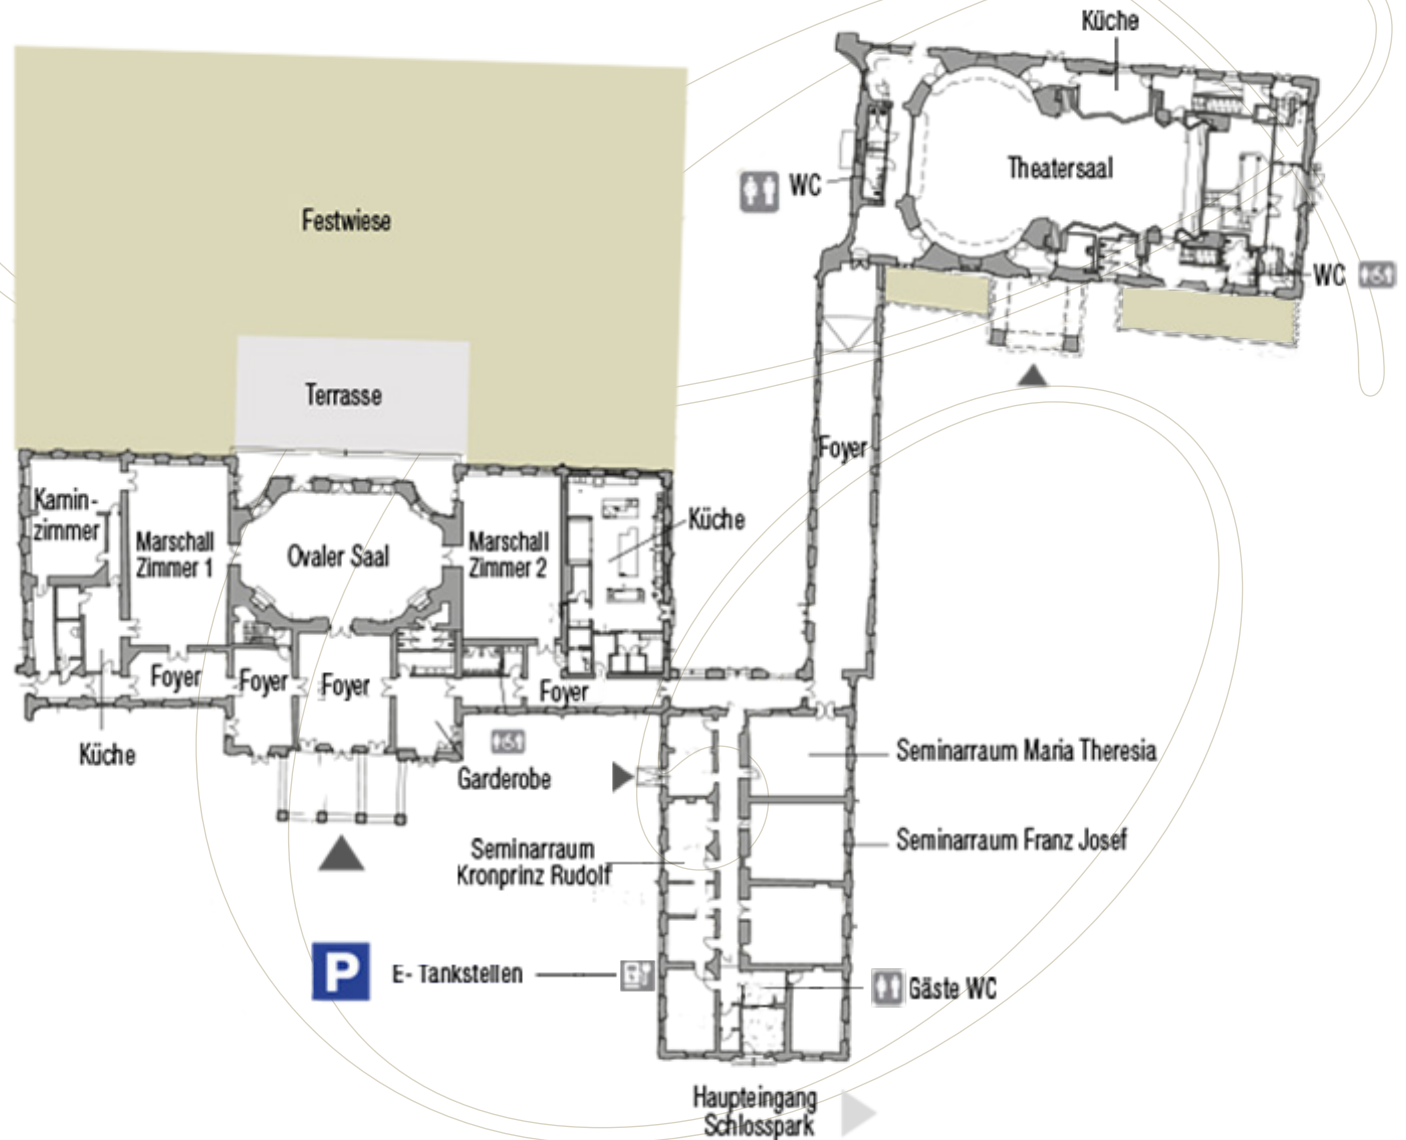 Küche
Theatersaal
WC
WC
Festwiese
Terrasse
Foyer
Kamin-
zimmer
Marschall
Zimmer 1
Ovaler Saal
Marschall
Zimmer 2
Küche
Foyer
Foyer
Foyer
Foyer
Küche
Garderobe
Seminarraum Maria Theresia
Seminarraum Franz Josef
Seminarraum
Kronprinz Rudolf
P
E- Tankstellen
Gäste WC
Haupteingang
Schlosspark